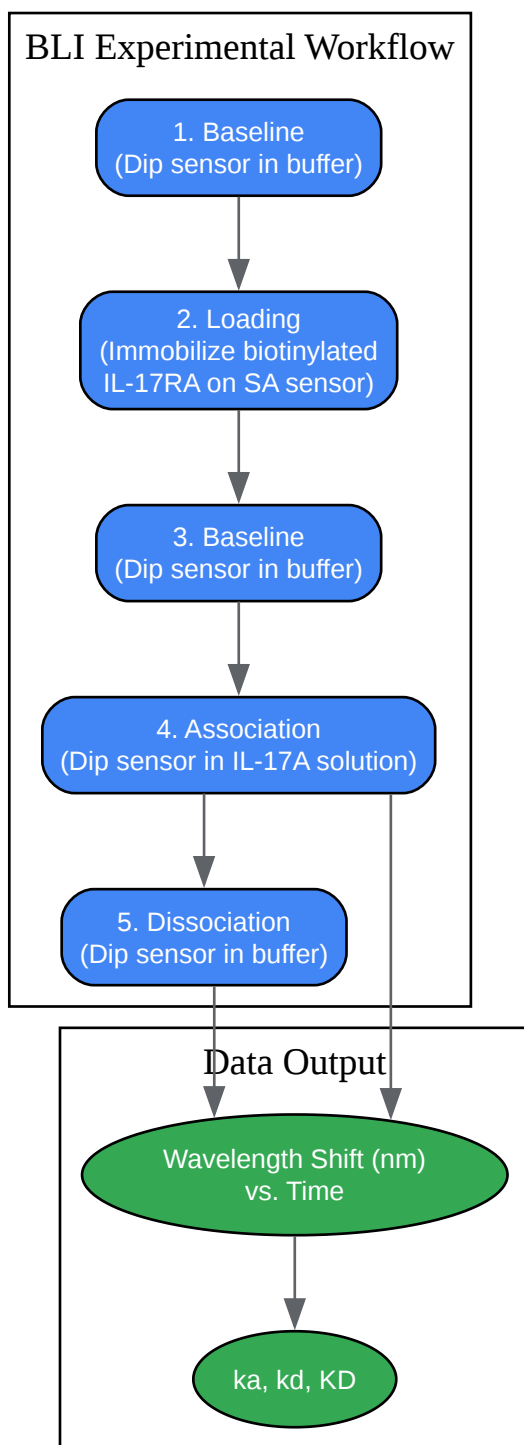 BLI Experimental Workflow
1. Baseline
(Dip sensor in buffer)
2. Loading
(Immobilize biotinylated
IL-17RA on SA sensor)
3. Baseline
(Dip sensor in buffer)
4. Association
(Dip sensor in IL-17A solution)
5. Dissociation
(Dip sensor in buffer)
Data Output
Wavelength Shift (nm)
vs. Time
ka, kd, KD